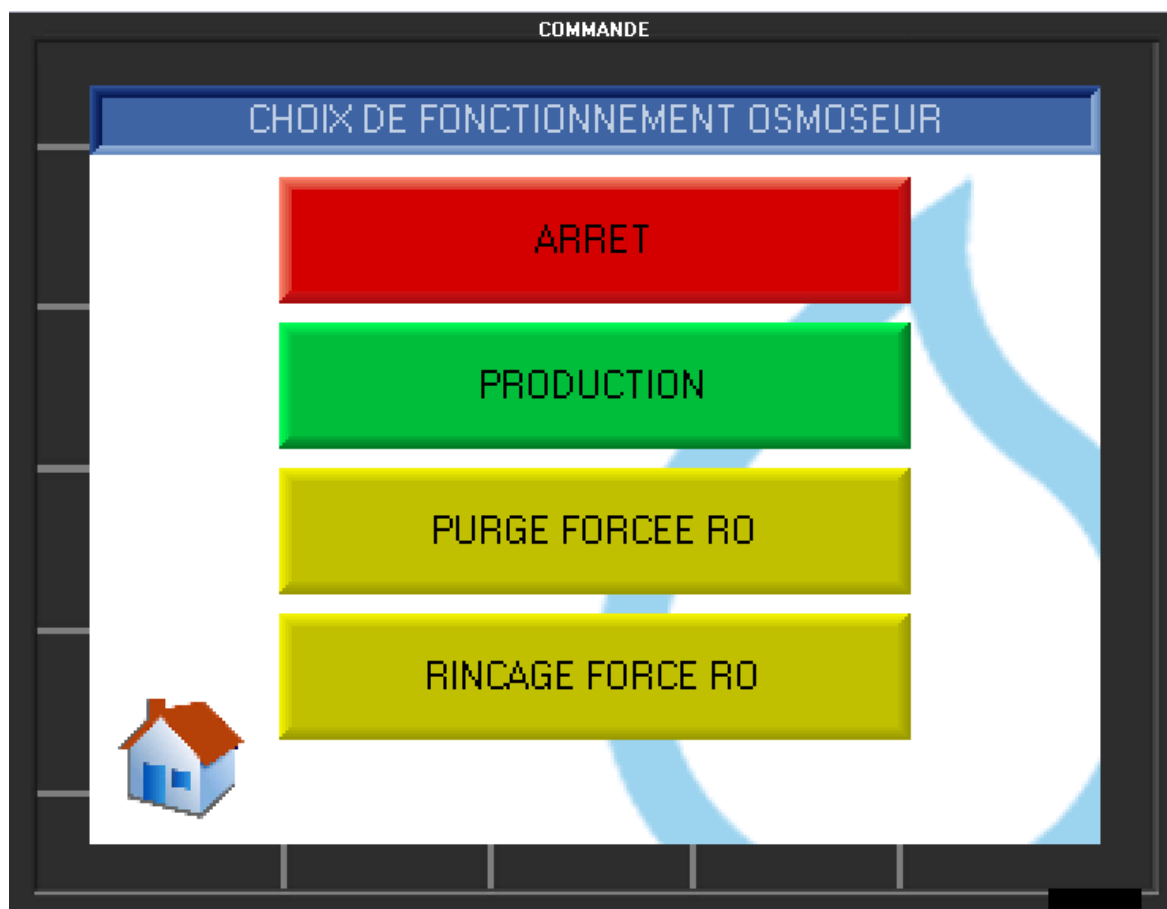 COMMANDE
CHOIX DE FONCTIONNEMENT OSMOSEUR
ARRET
PRODUCTION
PURGE FORCEE RO
RINCAGE FORCE RO